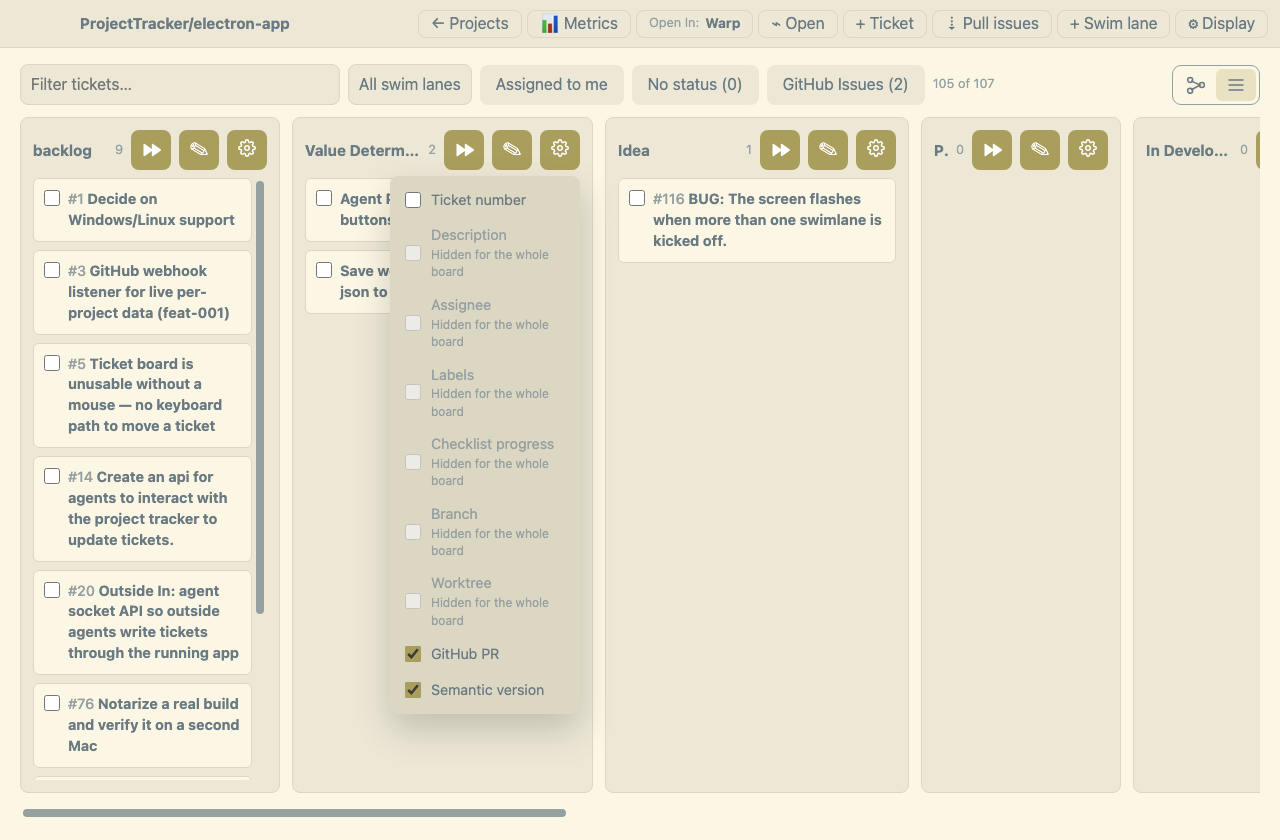 ProjectTracker/electron-app
← Projects
Metrics
Open In: Warp
Open
+ Ticket
Pull issues
+ Swim lane
Display
Filter tickets...
All swim lanes
Assigned to me
No status (0)
GitHub Issues (2)
105 of 107
backlog 9
#1 Decide on
Windows/Linux support
#3 GitHub webhook
listener for live per-
project data (feat-001)
#5 Ticket board is
unusable without a
mouse — no keyboard
path to move a ticket
#14 Create an api for
agents to interact with
the project tracker to
update tickets.
#20 Outside In: agent
socket API so outside
agents write tickets
through the running app
#76 Notarize a real build
and verify it on a second
Mac
Value Determ... 2
Agent
buttons
Save
json to
Ticket number
Description
Hidden for the whole
board
Assignee
Hidden for the whole
board
Labels
Hidden for the whole
board
Checklist progress
Hidden for the whole
board
Branch
Hidden for the whole
board
Worktree
Hidden for the whole
board
GitHub PR
Semantic version
Idea 1
#116 BUG: The screen flashes
when more than one swimlane is
kicked off.
P. 0
In Develo... 0